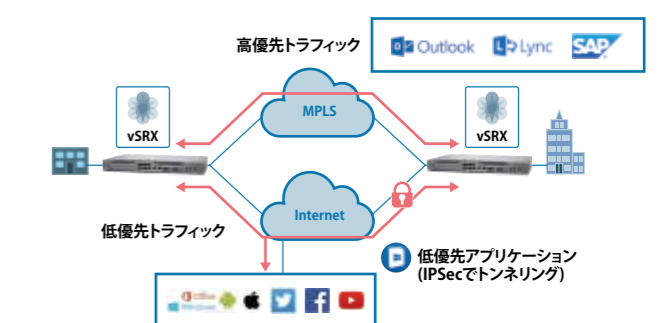 高優先トラフィック
Outlook
Lync
SAP
vSRX
MPLS
vSRX
Internet
低優先トラフィック
低優先アプリケーション
(IPSecでトンネリング)
Office
Windows